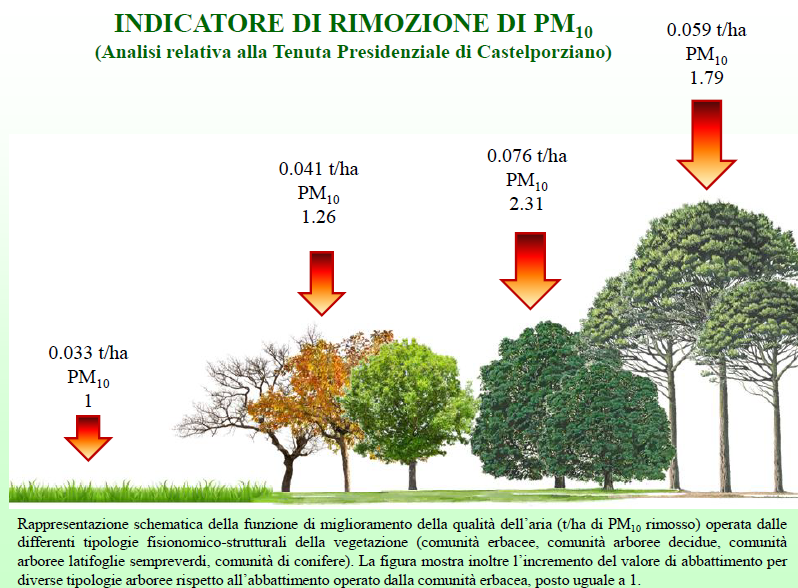 INDICATORE DI RIMOZIONE DI PM10
(Analisi relativa alla Tenuta Presidenziale di Castelporziano)
0.059 t/ha
PM10
1.79
0.076 t/ha
PM10
2.31
0.041 t/ha
PM10
1.26
0.033 t/ha
PM10
1
Rappresentazione schematica della funzione di miglioramento della qualità dell'aria (t/ha di PM10 rimosso) operata dalle
differenti tipologie fisionomico-strutturali della vegetazione (comunità erbacee, comunità arboree decidue, comunità
arboree latifoglie sempreverdi, comunità di conifere). La figura mostra inoltre l'incremento del valore di abbattimento per
diverse tipologie arboree rispetto all'abbattimento operato dalla comunità erbacea, posto uguale a 1.